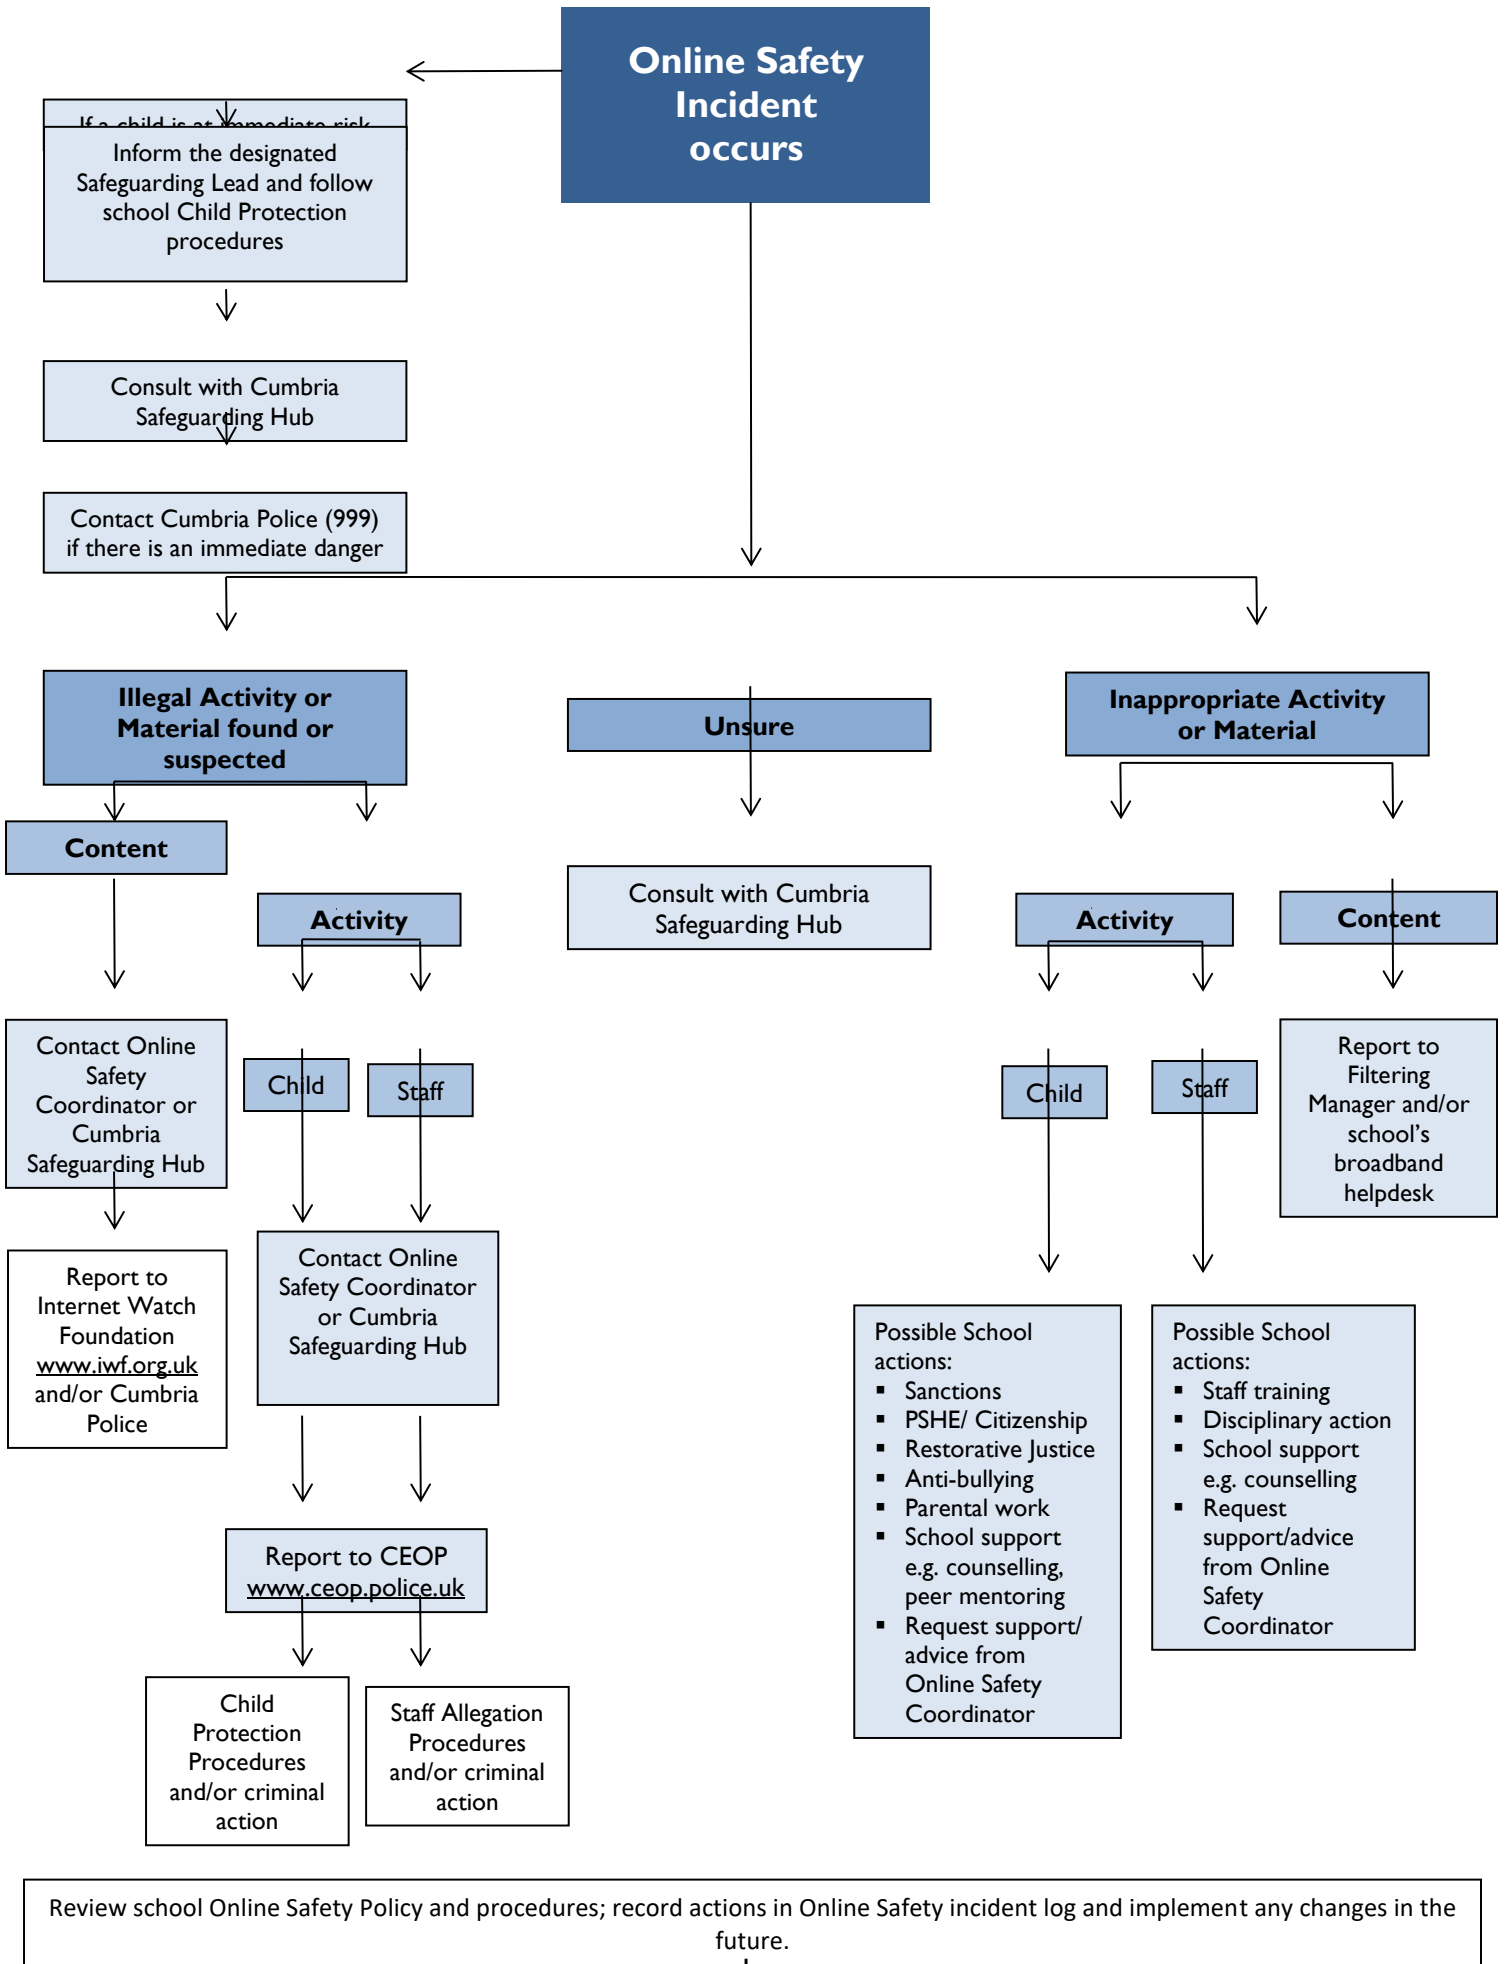 Online Safety
Incident
occurs
If a child is at immediate risk
Inform the designated
Safeguarding Lead and follow
school Child Protection
procedures
Consult with Cumbria
Safeguarding Hub
Contact Cumbria Police (999)
if there is an immediate danger
Illegal Activity or
Material found or
suspected
Unsure
Inappropriate Activity
or Material
Content
Activity
Consult with Cumbria
Safeguarding Hub
Activity
Content
Contact Online
Safety
Coordinator or
Cumbria
Safeguarding Hub
Child
Staff
Child
Staff
Report to
Filtering
Manager and/or
school’s
broadband
helpdesk
Report to
Internet Watch
Foundation
www.iwf.org.uk
and/or Cumbria
Police
Contact Online
Safety Coordinator
or Cumbria
Safeguarding Hub
Possible School
actions:
▪ Sanctions
▪ PSHE/ Citizenship
▪ Restorative Justice
▪ Anti-bullying
▪ Parental work
▪ School support
e.g. counselling,
peer mentoring
▪ Request support/
advice from
Online Safety
Coordinator
Possible School
actions:
▪ Staff training
▪ Disciplinary action
▪ School support
e.g. counselling
▪ Request
support/advice
from Online
Safety
Coordinator
Report to CEOP
www.ceop.police.uk
Child
Protection
Procedures
and/or criminal
action
Staff Allegation
Procedures
and/or criminal
action
Review school Online Safety Policy and procedures; record actions in Online Safety incident log and implement any changes in the
future.